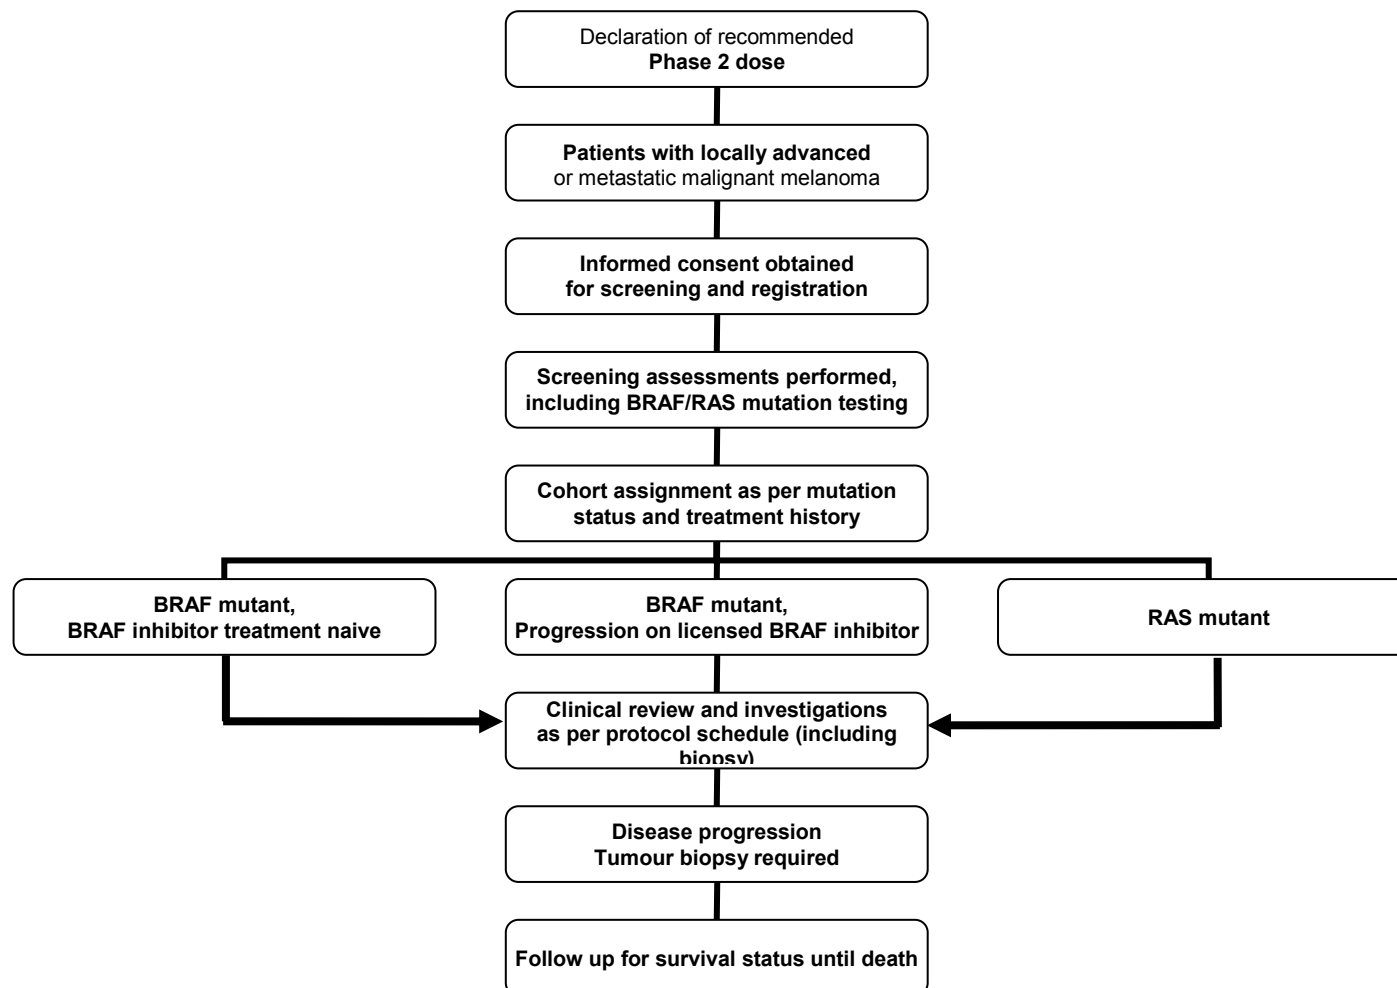 Declaration of recommended
Phase 2 dose
Patients with locally advanced
or metastatic malignant melanoma
Informed consent obtained
for screening and registration
Screening assessments performed,
including BRAF/RAS mutation testing
Cohort assignment as per mutation
status and treatment history
BRAF mutant,
BRAF inhibitor treatment naive
BRAF mutant,
Progression on licensed BRAF inhibitor
RAS mutant
Clinical review and investigations
as per protocol schedule (including
biopsy)
Disease progression
Tumour biopsy required
Follow up for survival status until death